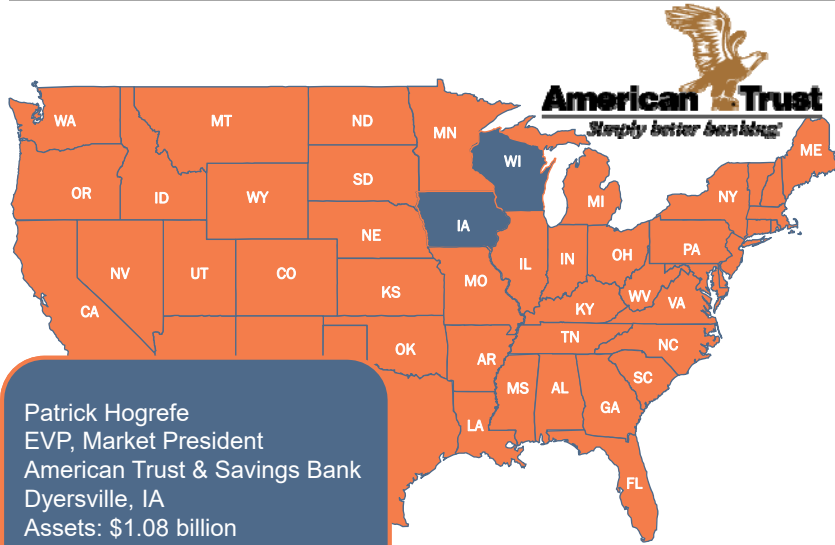 American Trust
Simply better banking!
WA
MT
ND
MN
WI
ME
OR
ID
WY
SD
MI
NY
IA
NE
NV
UT
CO
IL
IN
OH
PA
CA
KS
MO
WV
VA
KY
OK
AR
TN
NC
MS
AL
SC
GA
LA
FL
Patrick Hogrefe
EVP, Market President
American Trust & Savings Bank
Dyersville, IA
Assets: $1.08 billion